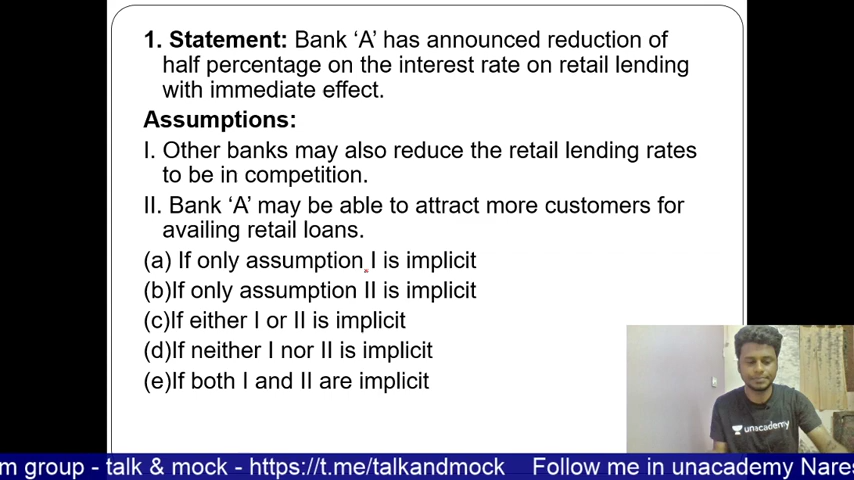 1. Statement: Bank ‘A’ has announced reduction of
half percentage on the interest rate on retail lending
with immediate effect.
Assumptions:
I. Other banks may also reduce the retail lending rates
to be in competition.
II. Bank ‘A’ may be able to attract more customers for
availing retail loans.
(a) If only assumption I is implicit
(b)If only assumption II is implicit
(c)If either I or II is implicit
(d)If neither I nor II is implicit
(e)If both I and II are implicit
unacademy
m group - talk & mock - https://t.me/talkandmock Follow me in unacademy Nares